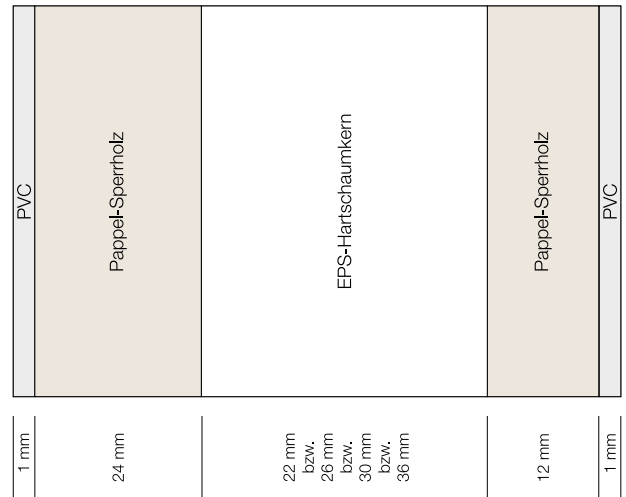 PVC
Pappel-Sperrholz
EPS-Hartschaumkern
Pappel-Sperrholz
PVC
1 mm
24 mm
22 mm
bzw.
26 mm
bzw.
30 mm
bzw.
36 mm
12 mm
1 mm